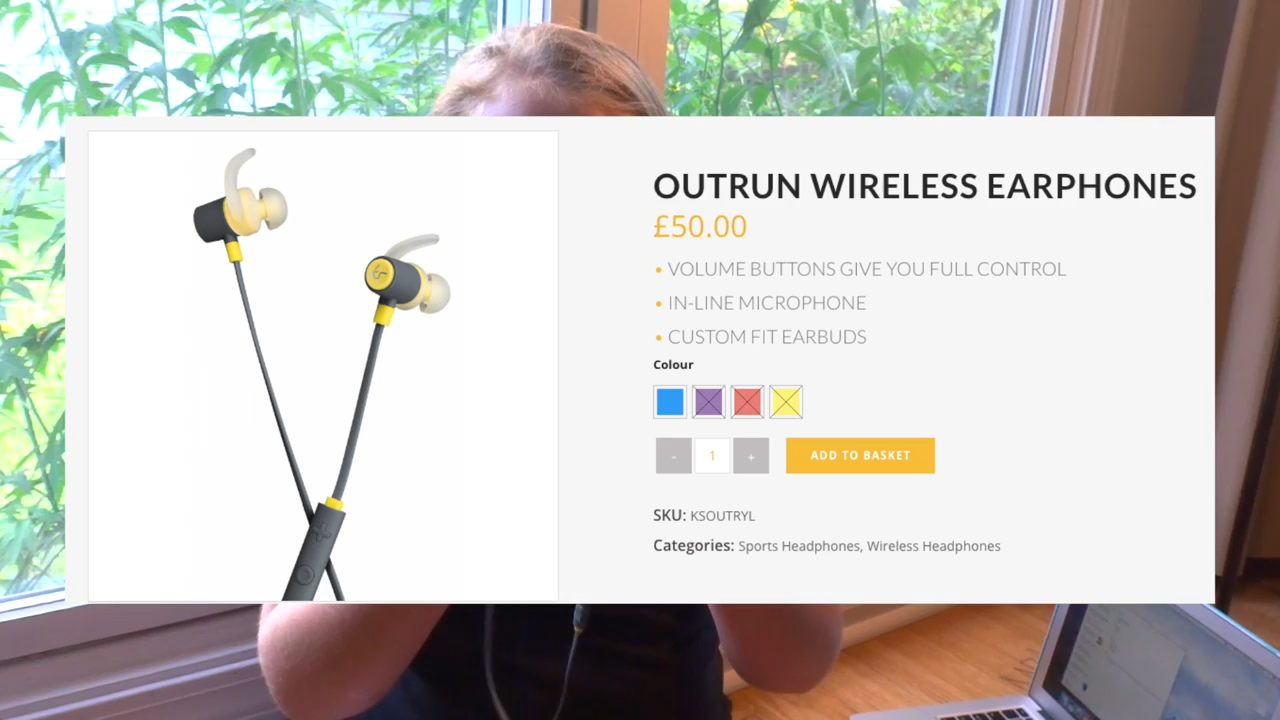 OUTRUN WIRELESS EARPHONES
£50.00
• VOLUME BUTTONS GIVE YOU FULL CONTROL
• IN-LINE MICROPHONE
• CUSTOM FIT EARBUDS
Colour
- 1 + ADD TO BASKET
SKU: KSOUTRYL
Categories: Sports Headphones, Wireless Headphones